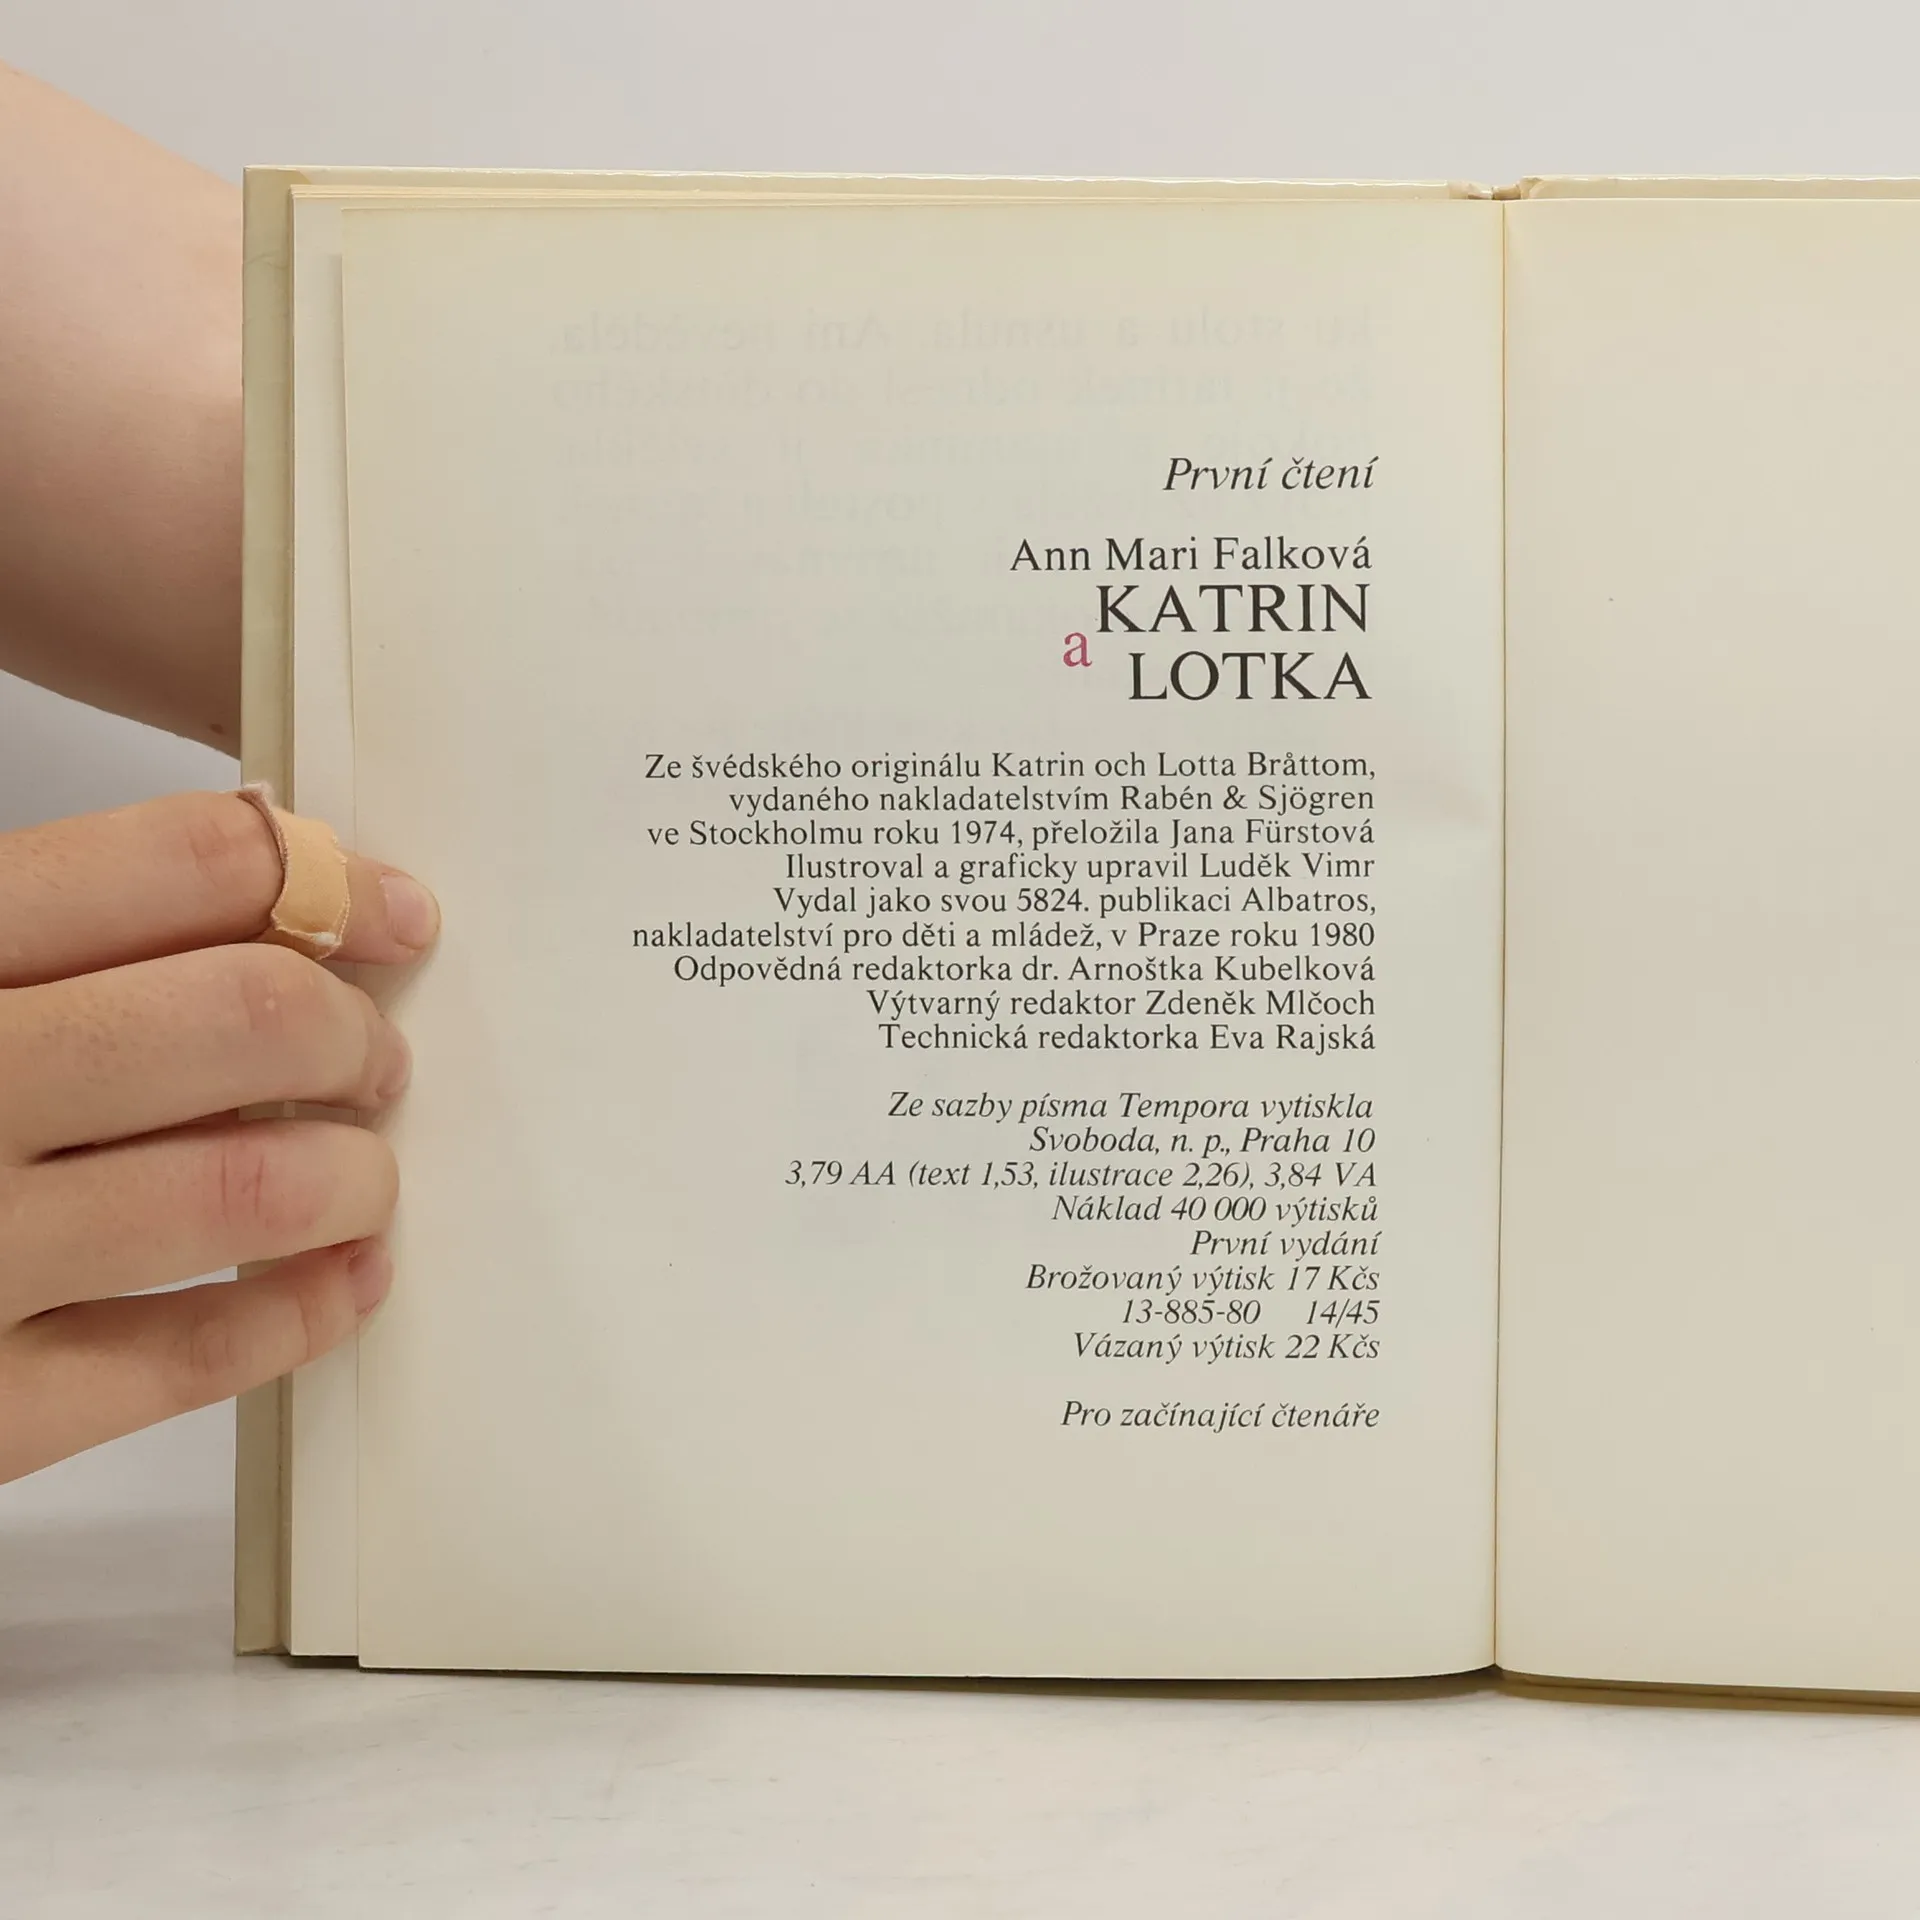 První čtení
Ann Mari Falková
KATRIN
a
LOTKA
Ze švédského originálu Katrin och Lotta Bråttom,
vydaného nakladatelstvím Rabén & Sjögren
ve Stockholmu roku 1974, přeložila Jana Fürstová
Ilustroval a graficky upravil Luděk Vimr
Vydal jako svou 5824. publikaci Albatros,
nakladatelství pro děti a mládež, v Praze roku 1980
Odpovědná redaktorka dr. Arnoštka Kubelková
Výtvarný redaktor Zdeněk Mlčoch
Technická redaktorka Eva Rajská
Ze sazby písma Tempora vytiskla
Svoboda, n. p., Praha 10
3,79 AA (text 1,53, ilustrace 2,26), 3,84 VA
Náklad 40 000 výtisků
První vydání
Brožovaný výtisk 17 Kčs
13-885-80 14/45
Vázaný výtisk 22 Kčs
Pro začínající čtenáře